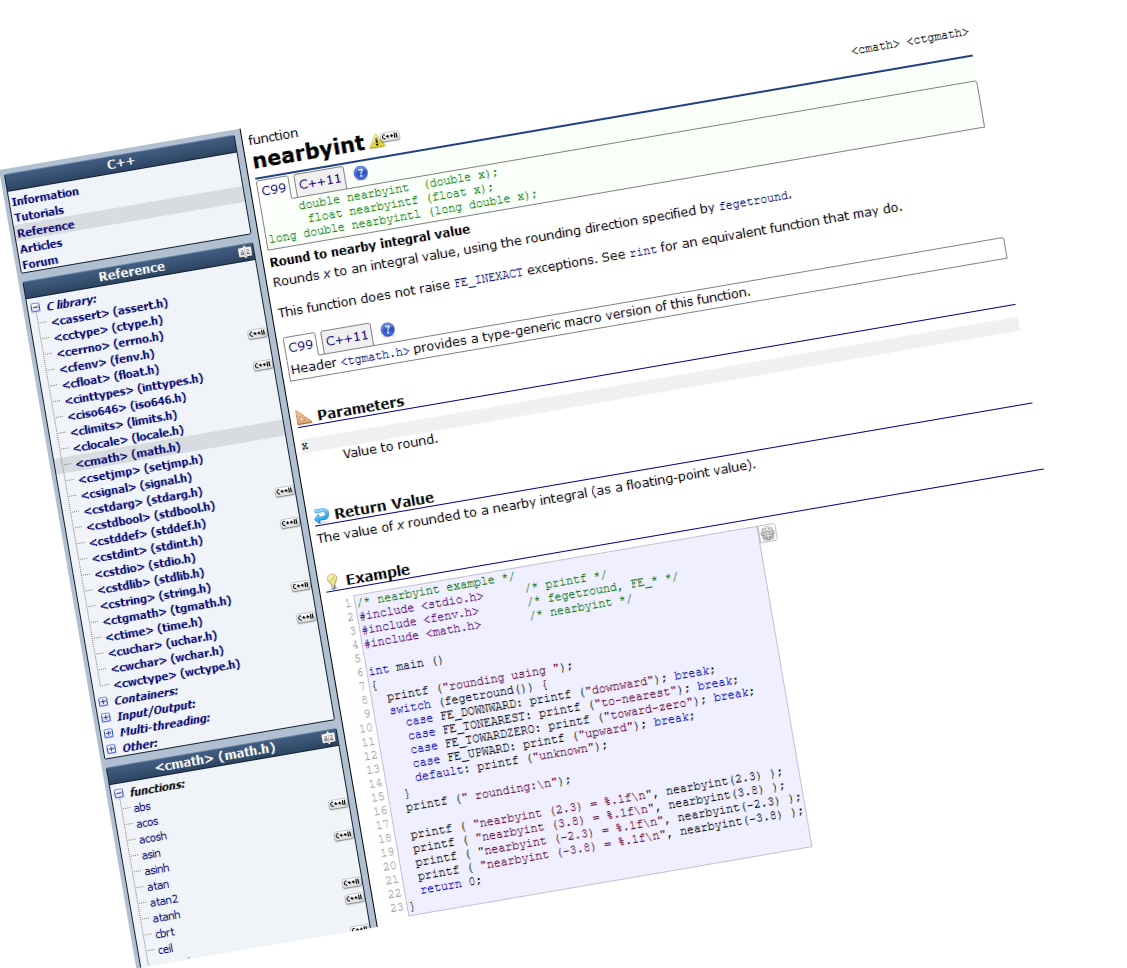 <cmath> <ctgmath>
function
nearbyint
C++11
C99
C++11
double nearbyint (double x);
float nearbyintf (float x);
long double nearbyintl (long double x);
Round to nearby integral value
Rounds x to an integral value, using the rounding direction specified by fegetround.
This function does not raise FE_INEXACT exceptions. See rint for an equivalent function that may do.
C99
C++11
Header <tgmath.h> provides a type-generic macro version of this function.
Parameters
x
Value to round.
Return Value
The value of x rounded to a nearby integral (as a floating-point value).
Example
1 /* nearbyint example */
2 #include <stdio.h> /* printf */
3 #include <fenv.h> /* fegetround, FE_* */
4 #include <math.h> /* nearbyint */
5
6 int main ()
7 {
8 printf ("rounding using ");
9 switch (fegetround()) {
10 case FE_DOWNWARD: printf ("downward"); break;
11 case FE_TONEAREST: printf ("to-nearest"); break;
12 case FE_TOWARDZERO: printf ("toward-zero"); break;
13 case FE_UPWARD: printf ("upward"); break;
14 default: printf ("unknown");
15 }
16 printf (" rounding:\n");
17
18 printf ( "nearbyint (2.3) = %.1f\n", nearbyint(2.3) );
19 printf ( "nearbyint (3.8) = %.1f\n", nearbyint(3.8) );
20 printf ( "nearbyint (-2.3) = %.1f\n", nearbyint(-2.3) );
21 printf ( "nearbyint (-3.8) = %.1f\n", nearbyint(-3.8) );
22 return 0;
23 }
C++
Information
Tutorials
Reference
Articles
Forum
Reference
C library:
<cassert> (assert.h)
<cctype> (ctype.h)
<cerrno> (errno.h)
<cfenv> (fenv.h)
C++11
<cfloat> (float.h)
<cinttypes> (inttypes.h)
C++11
<ciso646> (iso646.h)
<climits> (limits.h)
<clocale> (locale.h)
<cmath> (math.h)
<csetjmp> (setjmp.h)
<csignal> (signal.h)
<cstdarg> (stdarg.h)
<cstdbool> (stdbool.h)
C++11
<cstddef> (stddef.h)
<cstdint> (stdint.h)
C++11
<cstdio> (stdio.h)
<cstdlib> (stdlib.h)
<cstring> (string.h)
<ctgmath> (tgmath.h)
C++11
<ctime> (time.h)
<cuchar> (uchar.h)
C++11
<cwchar> (wchar.h)
<cwctype> (wctype.h)
Containers:
Input/Output:
Multi-threading:
Other:
<cmath> (math.h)
functions:
abs
acos
acosh
C++11
asin
asinh
C++11
atan
atan2
atanh
C++11
cbrt
C++11
ceil